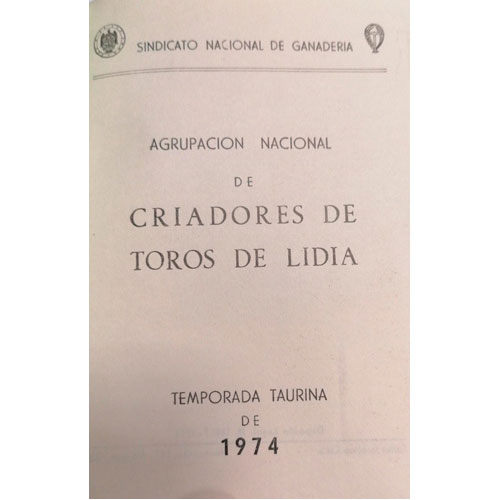 SINDICATO NACIONAL DE GANADERIA
AGRUPACION NACIONAL
DE
CRIADORES DE
TOROS DE LIDIA
TEMPORADA TAURINA
DE
1974